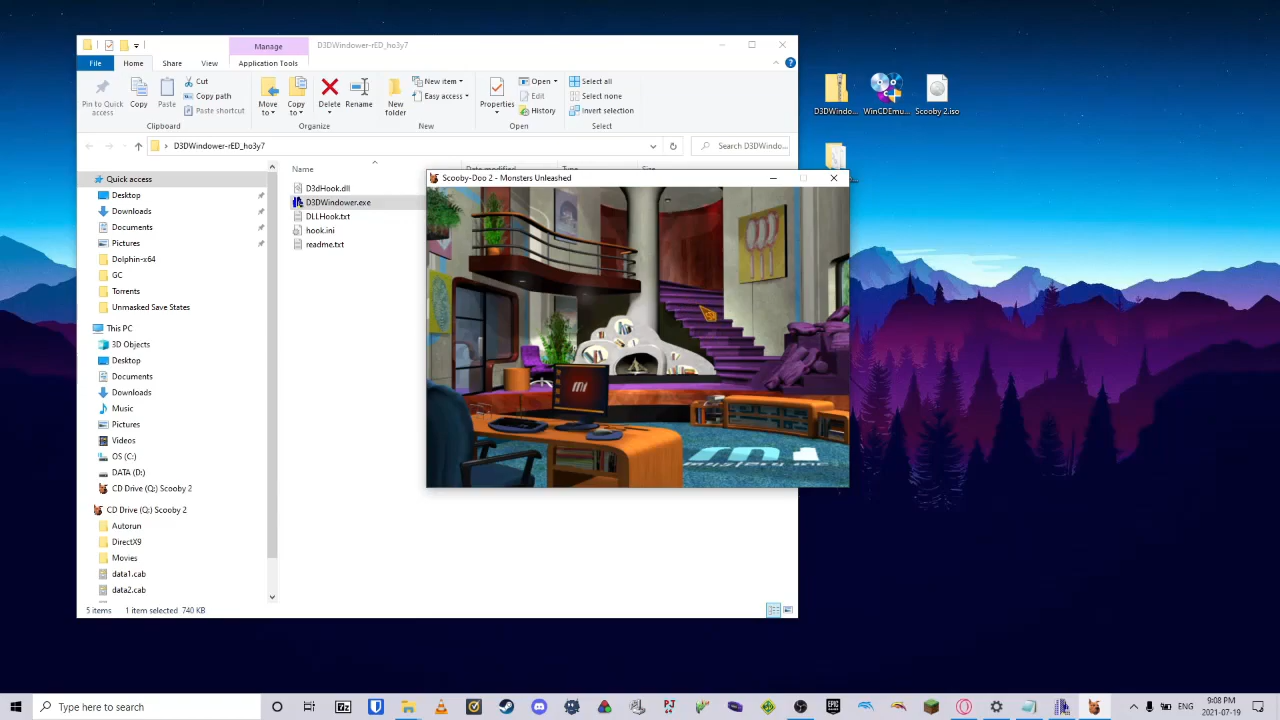 Manage
D3DWindower-rED_ho3y7
File
Home
Share
View
Application Tools
Pin to Quick access
Copy
Paste
Cut
Copy path
Paste shortcut
Clipboard
Move to
Copy to
Delete
Rename
Organize
New folder
New item
Easy access
New
Properties
Open
Edit
History
Open
Select all
Select none
Invert selection
Select
D3DWindower-rED_ho3y7
Search D3DWindo...
Name
Date modified
Type
Size
Quick access
Desktop
Downloads
Documents
Pictures
Dolphin-x64
GC
Torrents
Unmasked Save States
This PC
3D Objects
Desktop
Documents
Downloads
Music
Pictures
Videos
OS (C:)
DATA (D:)
CD Drive (Q:) Scooby 2
CD Drive (Q:) Scooby 2
Autorun
DirectX9
Movies
data1.cab
data2.cab
D3dHook.dll
D3DWindower.exe
DLLHook.txt
hook.ini
readme.txt
5 items
1 item selected 740 KB
Scooby-Doo 2 - Monsters Unleashed
D3DWindo...
WinCDEmu...
Scooby 2.iso
Type here to search
ENG
9:08 PM
2021-07-19